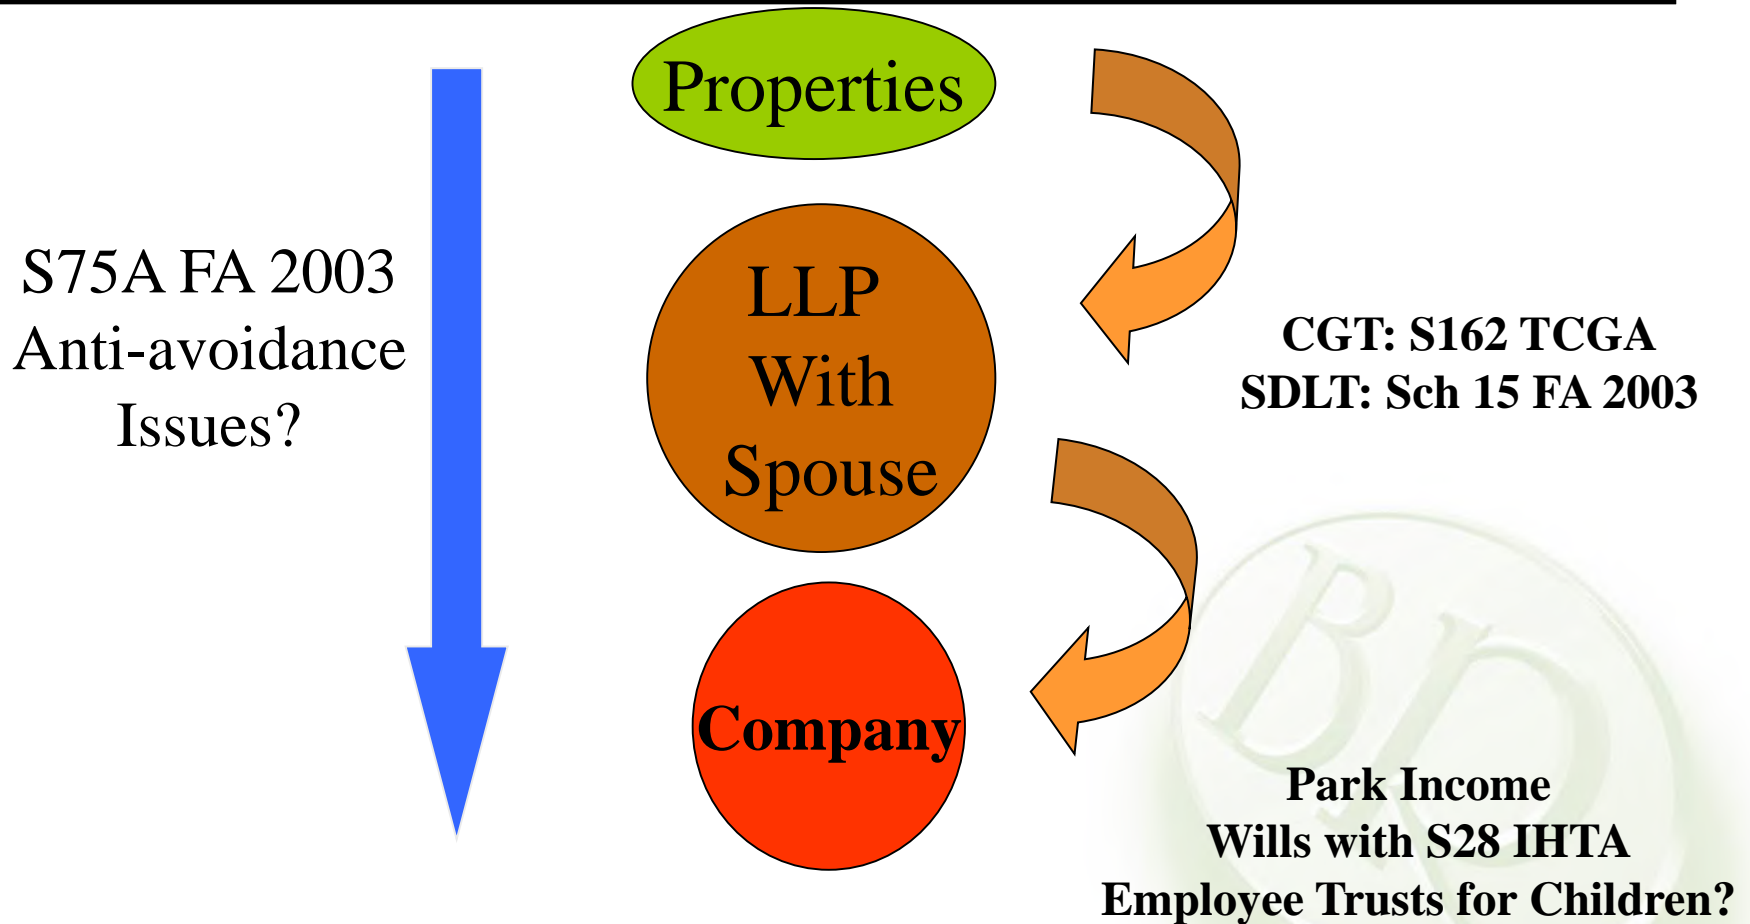 Properties
S75A FA 2003
Anti-avoidance
Issues?
LLP
With
Spouse
CGT: S162 TCGA
SDLT: Sch 15 FA 2003
Company
Park Income
Wills with S28 IHTA
Employee Trusts for Children?